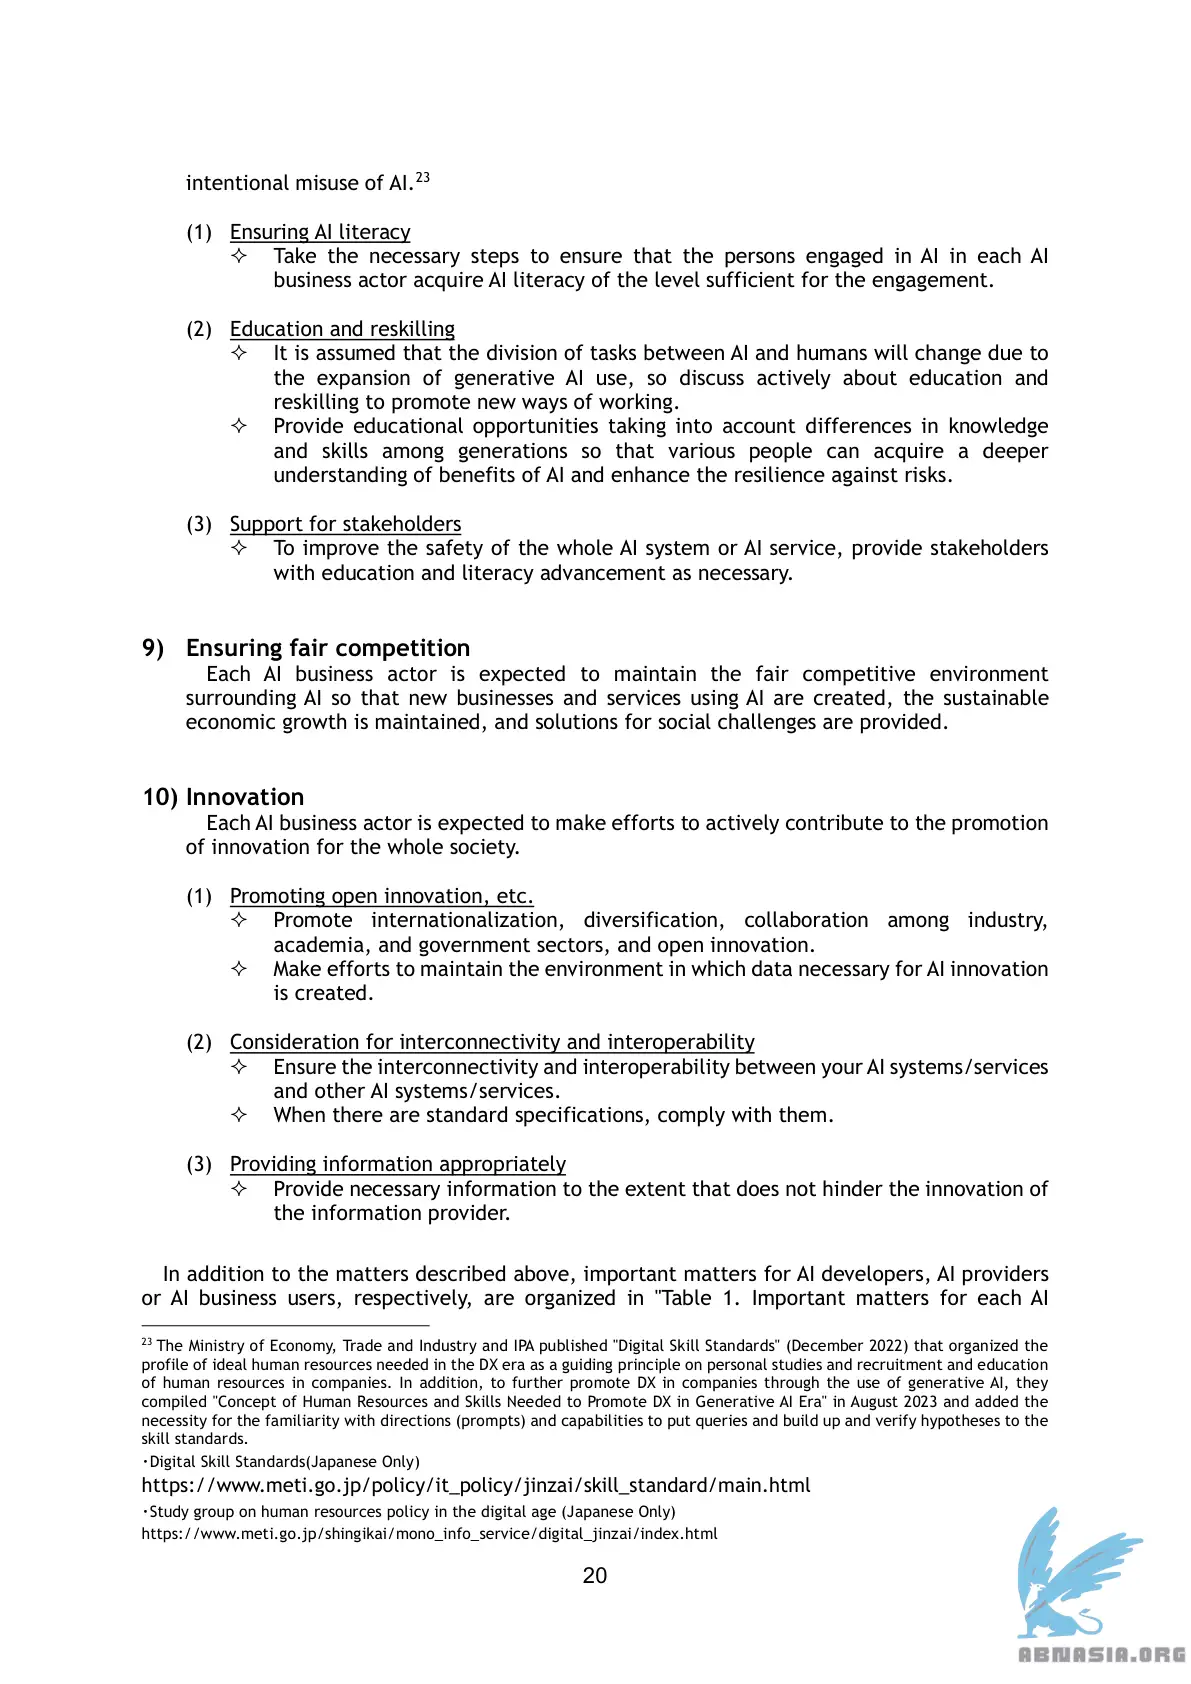 intentional misuse of AI.23
(1) Ensuring AI literacy
✧ Take the necessary steps to ensure that the persons engaged in AI in each AI
business actor acquire AI literacy of the level sufficient for the engagement.
(2) Education and reskilling
✧ It is assumed that the division of tasks between AI and humans will change due to
the expansion of generative AI use, so discuss actively about education and
reskilling to promote new ways of working.
✧ Provide educational opportunities taking into account differences in knowledge
and skills among generations so that various people can acquire a deeper
understanding of benefits of AI and enhance the resilience against risks.
(3) Support for stakeholders
✧ To improve the safety of the whole AI system or AI service, provide stakeholders
with education and literacy advancement as necessary.
9) Ensuring fair competition
Each AI business actor is expected to maintain the fair competitive environment
surrounding AI so that new businesses and services using AI are created, the sustainable
economic growth is maintained, and solutions for social challenges are provided.
10) Innovation
Each AI business actor is expected to make efforts to actively contribute to the promotion
of innovation for the whole society.
(1) Promoting open innovation, etc.
✧ Promote internationalization, diversification, collaboration among industry,
academia, and government sectors, and open innovation.
✧ Make efforts to maintain the environment in which data necessary for AI innovation
is created.
(2) Consideration for interconnectivity and interoperability
✧ Ensure the interconnectivity and interoperability between your AI systems/services
and other AI systems/services.
✧ When there are standard specifications, comply with them.
(3) Providing information appropriately
✧ Provide necessary information to the extent that does not hinder the innovation of
the information provider.
In addition to the matters described above, important matters for AI developers, AI providers
or AI business users, respectively, are organized in "Table 1. Important matters for each AI
23 The Ministry of Economy, Trade and Industry and IPA published "Digital Skill Standards" (December 2022) that organized the
profile of ideal human resources needed in the DX era as a guiding principle on personal studies and recruitment and education
of human resources in companies. In addition, to further promote DX in companies through the use of generative AI, they
compiled "Concept of Human Resources and Skills Needed to Promote DX in Generative AI Era" in August 2023 and added the
necessity for the familiarity with directions (prompts) and capabilities to put queries and build up and verify hypotheses to the
skill standards.
・Digital Skill Standards(Japanese Only)
https://www.meti.go.jp/policy/it_policy/jinzai/skill_standard/main.html
・Study group on human resources policy in the digital age (Japanese Only)
https://www.meti.go.jp/shingikai/mono_info_service/digital_jinzai/index.html
20
ABNASIA.ORG